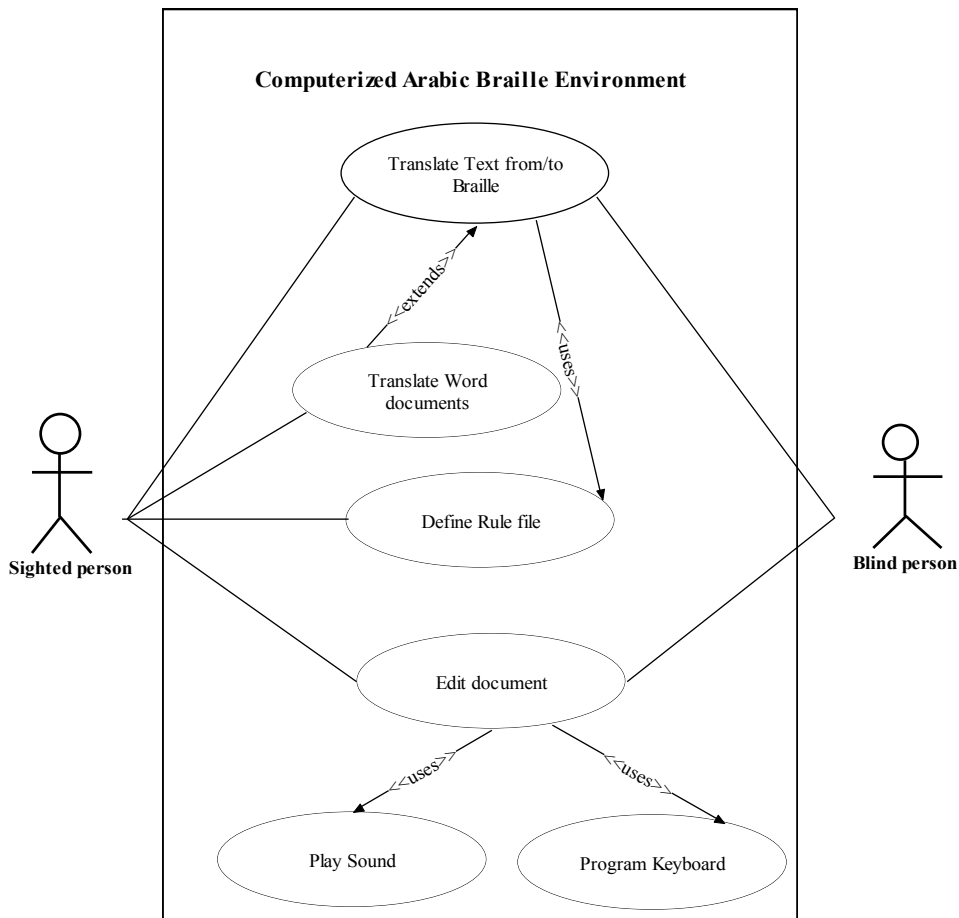 Computerized Arabic Braille Environment
Translate Text from/to
Braille
<<extends>>
<<uses>>
Translate Word
documents
Define Rule file
Sighted person
Blind person
Edit document
<<uses>>
<<uses>>
Play Sound
Program Keyboard